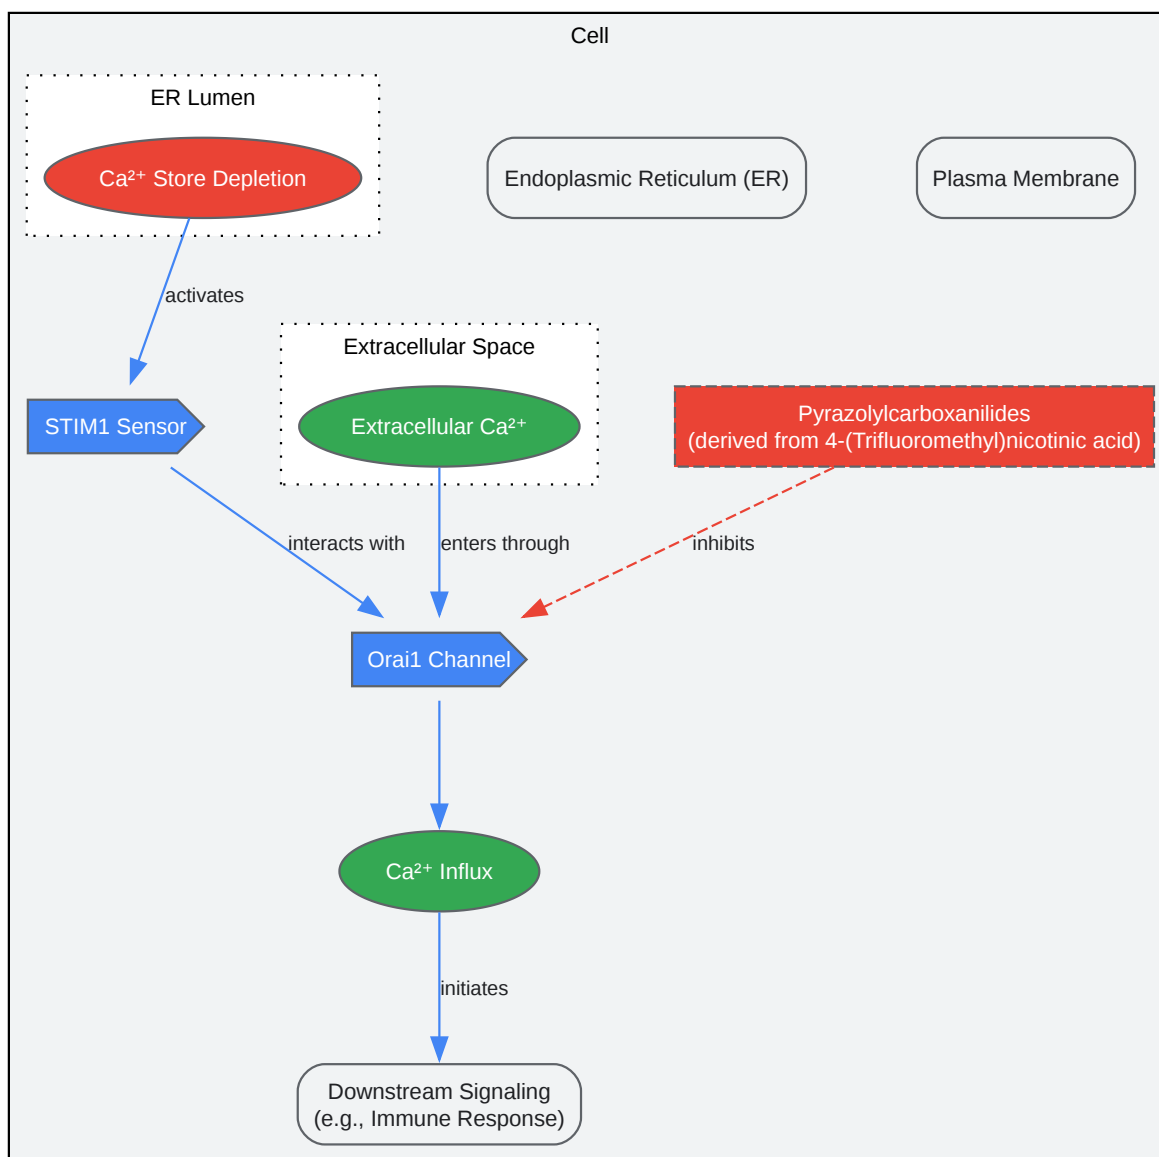 Cell
ER Lumen
Ca²⁺ Store Depletion
Endoplasmic Reticulum (ER)
Plasma Membrane
activates
Extracellular Space
STIM1 Sensor
Extracellular Ca²⁺
Pyrazolylcarboxanilides
(derived from 4-(Trifluoromethyl)nicotinic acid)
interacts with
enters through
inhibits
Orai1 Channel
Ca²⁺ Influx
initiates
Downstream Signaling
(e.g., Immune Response)